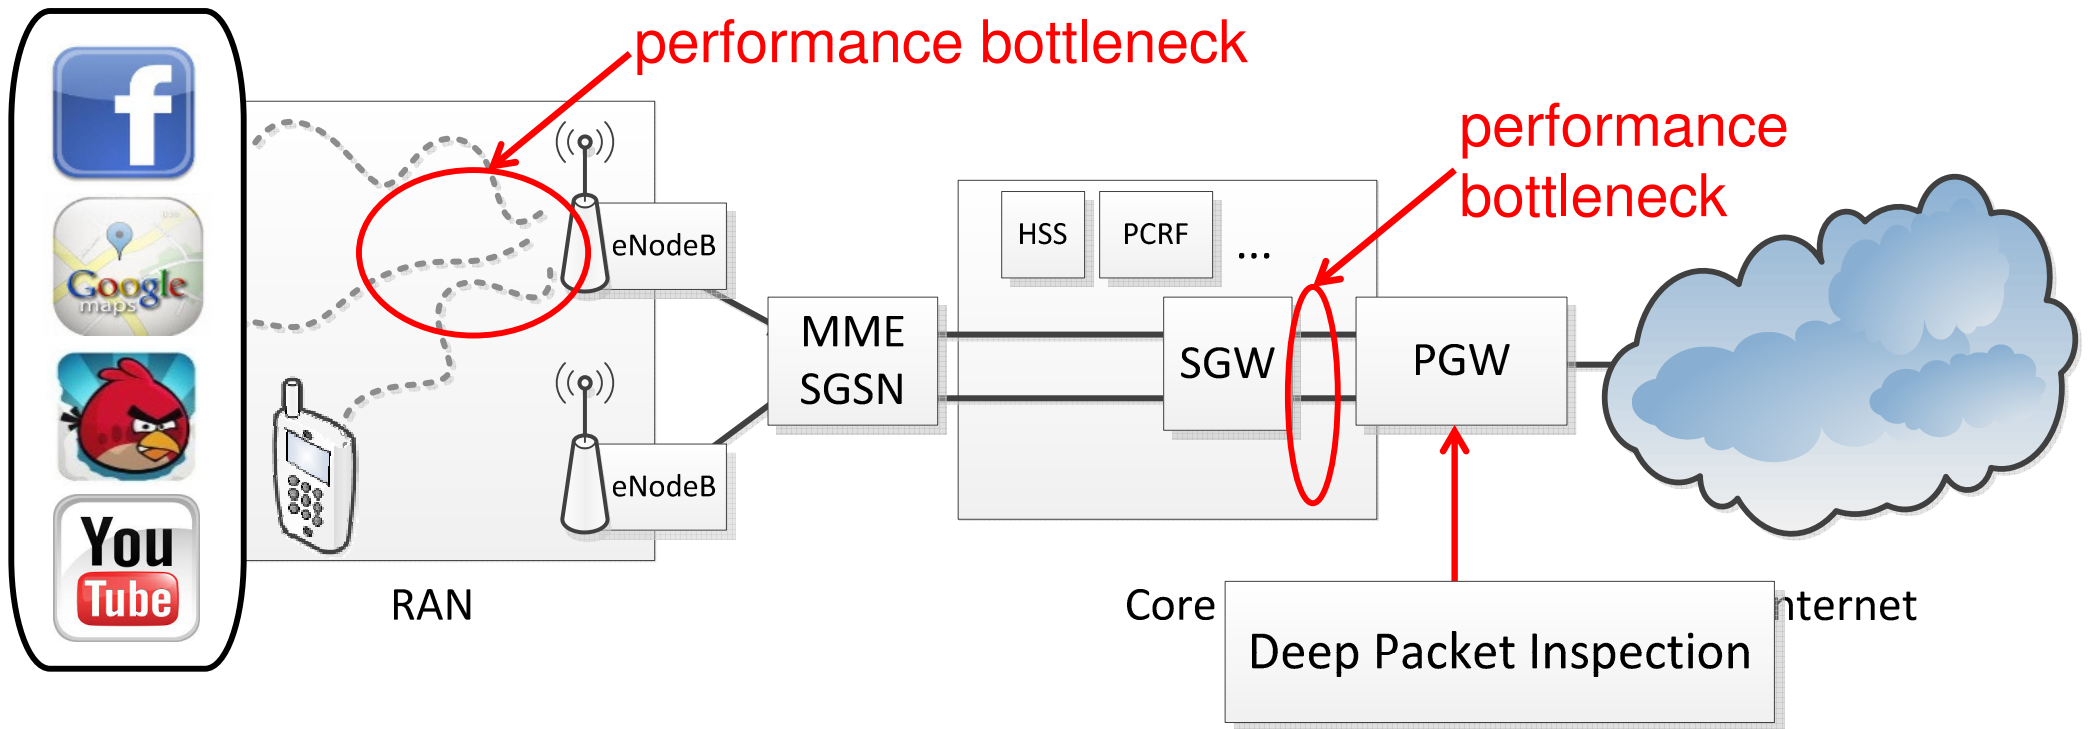 performance bottleneck
performance
bottleneck
f
Google
maps
You
Tube
HSS
PCRF
...
eNodeB
MME
SGSN
SGW
PGW
eNodeB
RAN
Core
nternet
Deep Packet Inspection